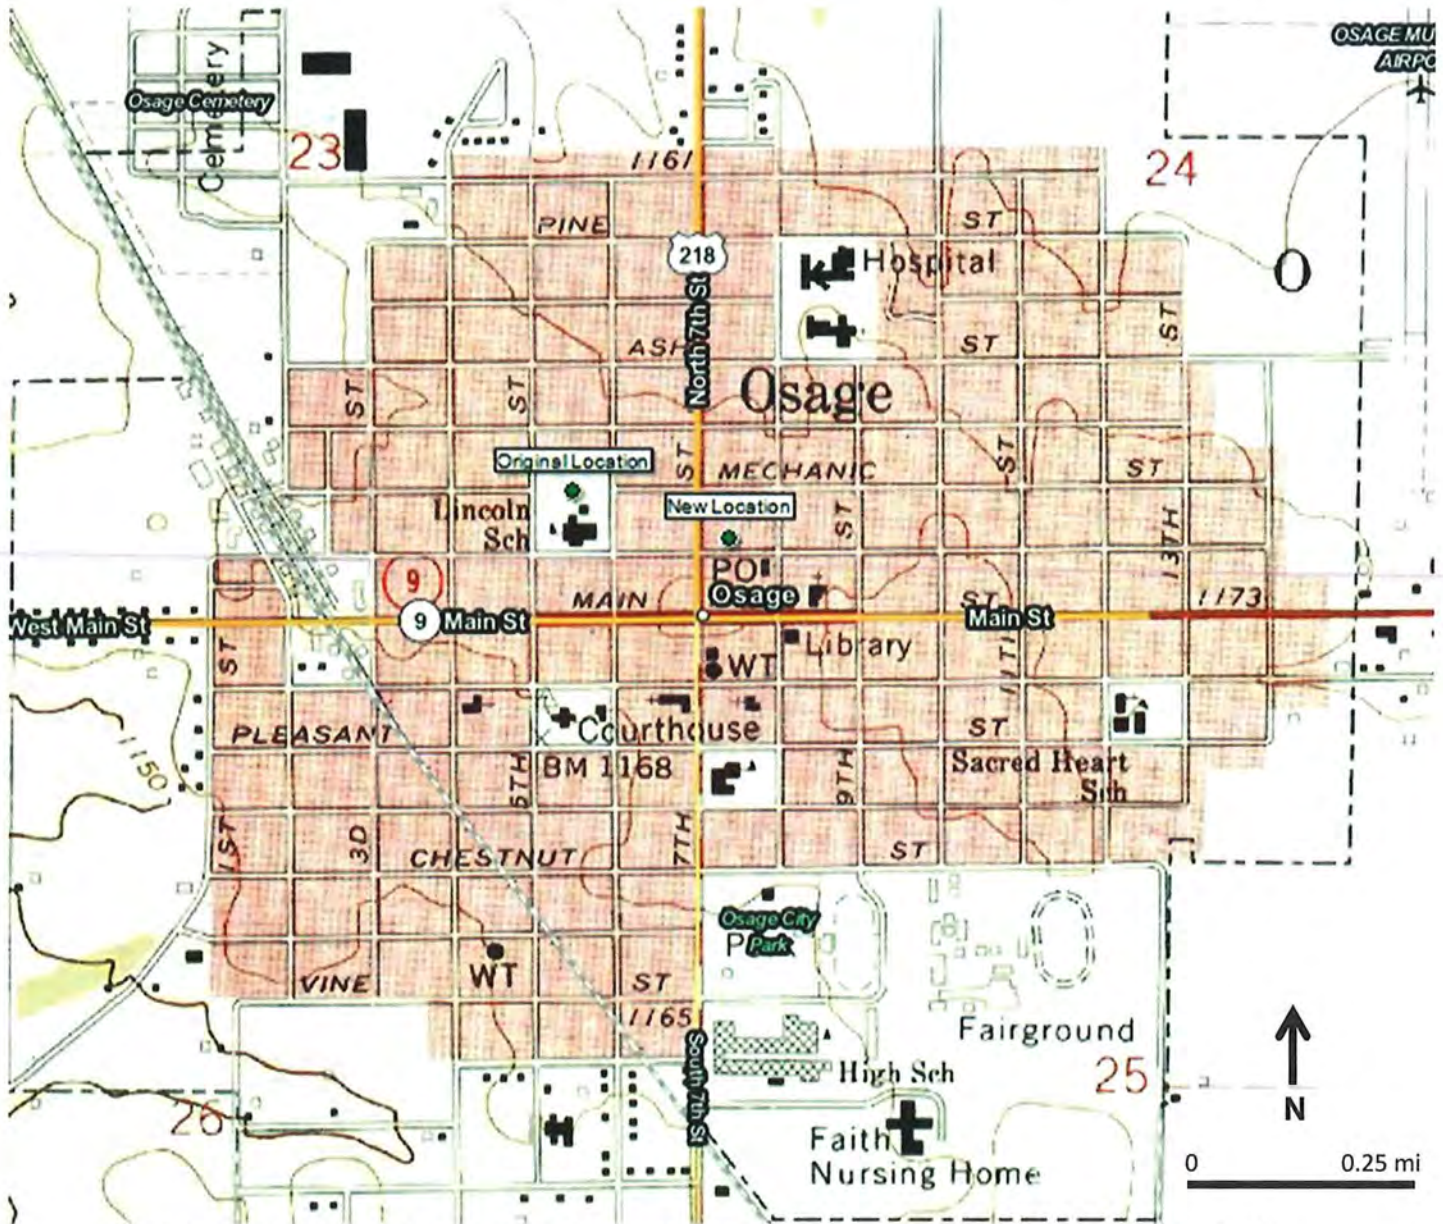 OSAGE MU
AIRPO
Cemetery
Osage Cemetery
23
1161
24
PINE
ST
218
Hospital
O
North 7th St
ASH
ST
ST
Osage
ST
ST
Original Location
ST
MECHANIC
ST
ST
New Location
Lincoln
Sch
ST
13TH
9
PO
MAIN
Osage
ST
1173
West Main St
9
Main St
Main St
ST
Library
WT
11TH
PLEASANT
Courthouse
ST
1150
5TH
BM 1168
9TH
Sacred Heart
Sch
1ST
3D
CHESTNUT
7TH
ST
Osage City
Park
P
WT
VINE
ST
1165
Fairground
South 7th St
High Sch
25
26
N
Faith
Nursing Home
0
0.25 mi